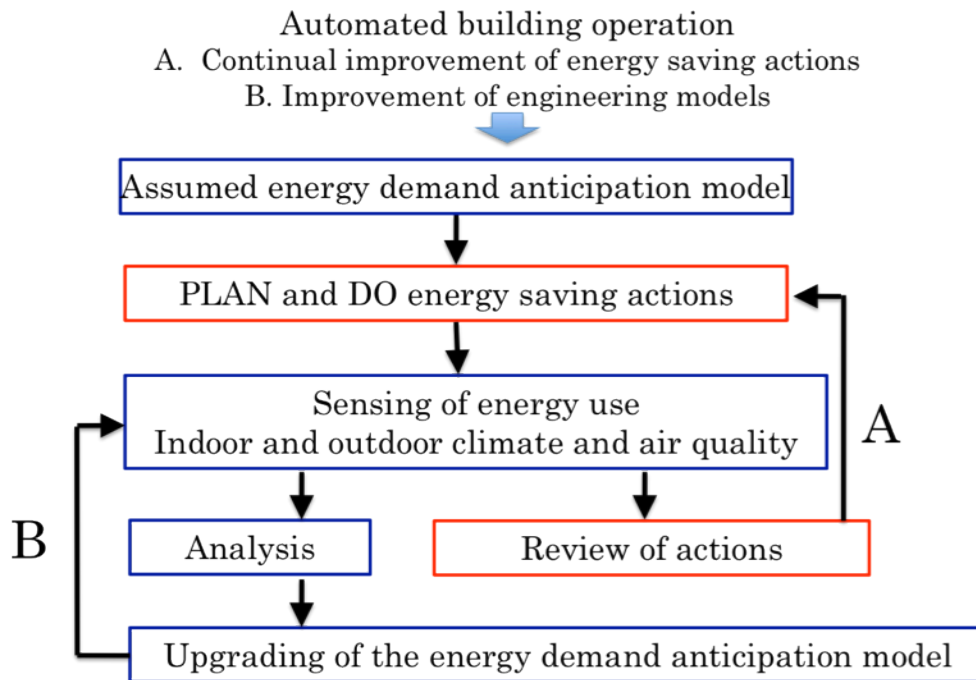 Automated building operation
A. Continual improvement of energy saving actions
B. Improvement of engineering models
Assumed energy demand anticipation model
PLAN and DO energy saving actions
Sensing of energy use
Indoor and outdoor climate and air quality
A
B
Analysis
Review of actions
Upgrading of the energy demand anticipation model